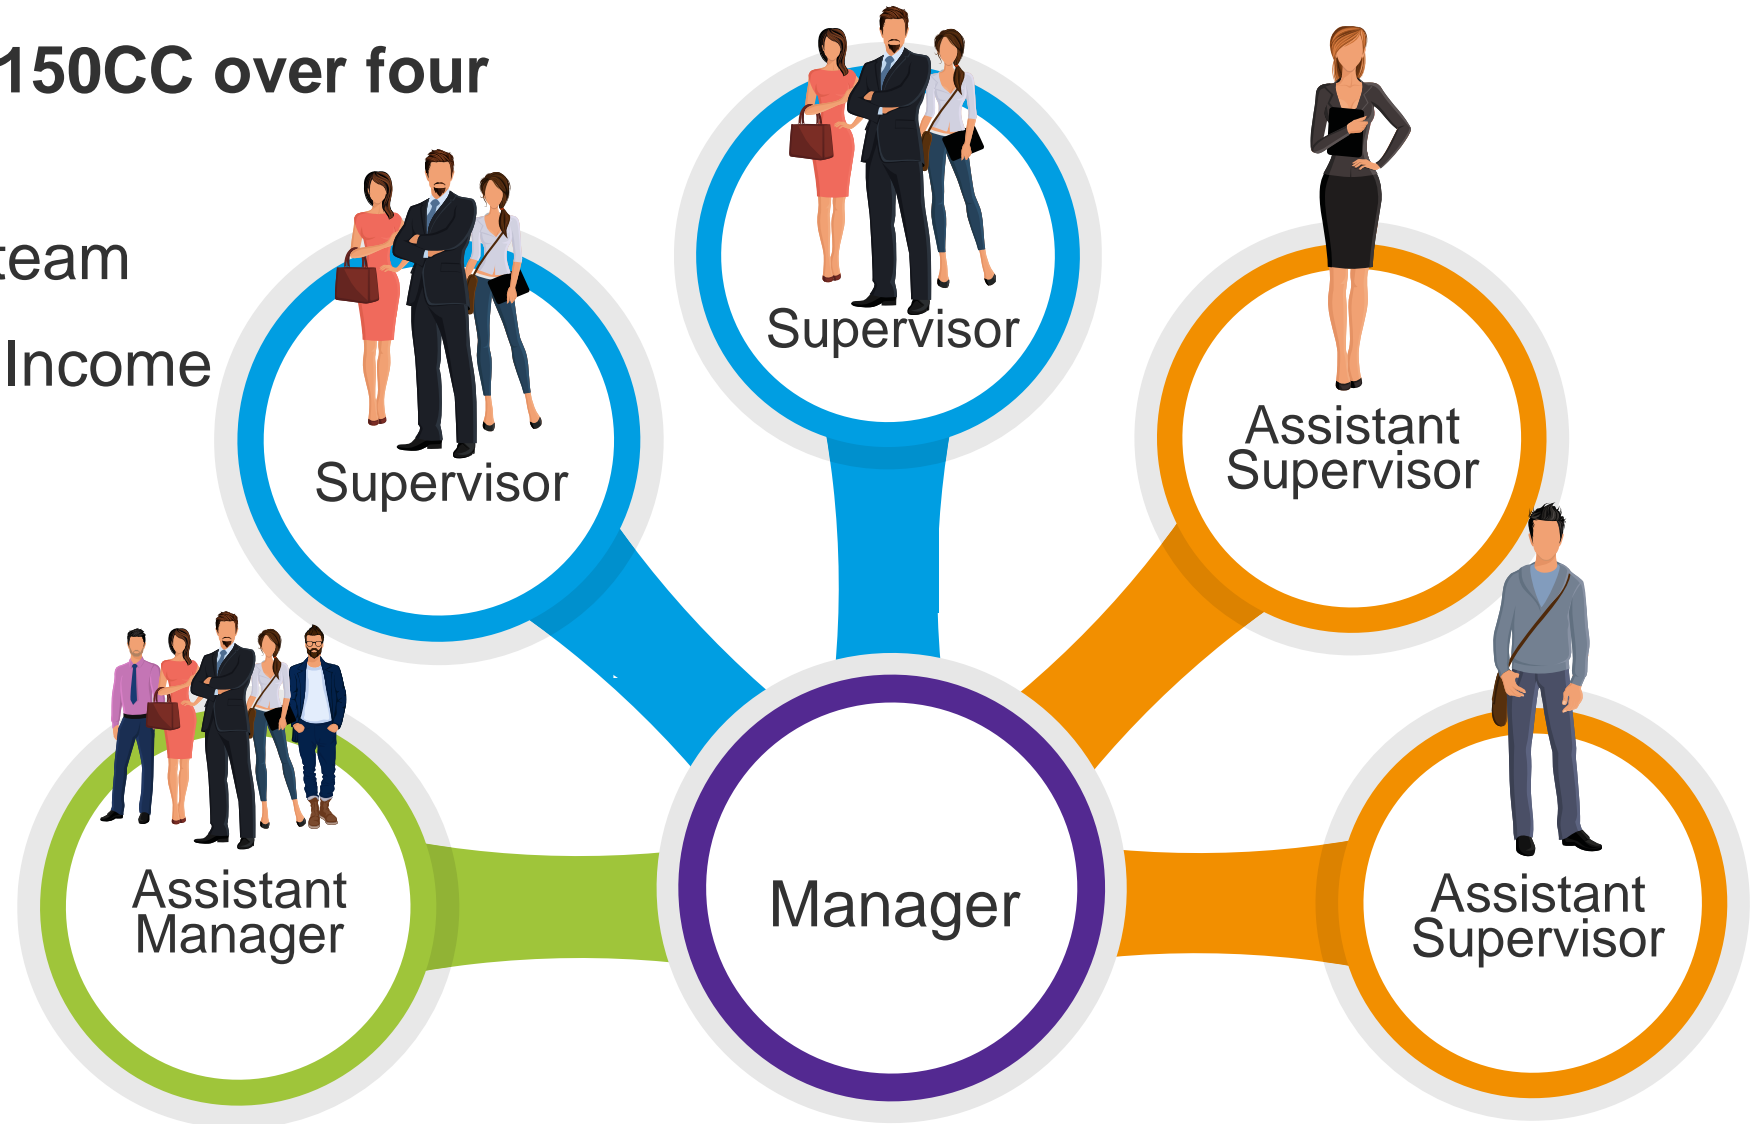 150CC over four
team
Income
Supervisor
Supervisor
Assistant
Supervisor
Assistant
Manager
Manager
Assistant
Supervisor